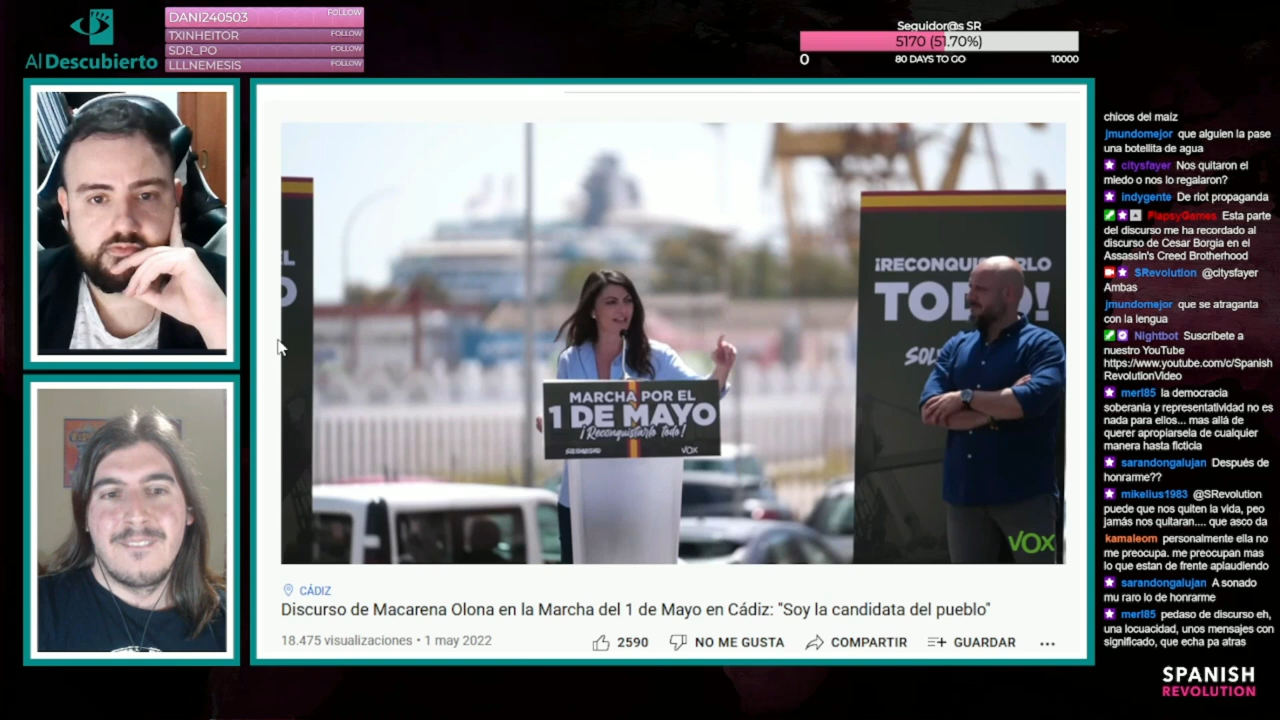 DANI240503 FOLLOW
TXINHEITOR FOLLOW
SDR_PO FOLLOW
LLLNEMESIS FOLLOW
Al Descubierto
Seguidor@s SR
5170 (51.70%)
0 80 DAYS TO GO 10000
¡RECONQUISTARLO
TODO!
SOL
MARCHA POR EL
1 DE MAYO
¡Reconquistarlo Todo!
SOLIDARIDAD VOX
VOX
CÁDIZ
Discurso de Macarena Olona en la Marcha del 1 de Mayo en Cádiz: "Soy la candidata del pueblo"
18.475 visualizaciones • 1 may 2022
2590 NO ME GUSTA COMPARTIR GUARDAR
chicos del maíz
jmundomejor que alguien la pase
una botellita de agua
citysfayer Nos quitaron el
miedo o nos lo regalaron?
indygente De riot propaganda
FlapsyGames Esta parte
del discurso me ha recordado al
discurso de Cesar Borgia en el
Assassin's Creed Brotherhood
SRevolution @citysfayer
Ambas
jmundomejor que se atraganta
con la lengua
Nightbot Suscríbete a
nuestro YouTube
https://www.youtube.com/c/Spanish
RevolutionVideo
merl85 la democracia
soberania y representatividad no es
nada para ellos... mas allá de
querer apropiarsela de cualquier
manera hasta ficticia
sarandongalujan Después de
honrarme??
mikelius1983 @SRevolution
puede que nos quiten la vida, peo
jamás nos quitaran.... que asco da
kamaleom personalmente ella no
me preocupa. me preocupan mas
lo que estan de frente aplaudiendo
sarandongalujan A sonado
mu raro lo de honrarme
merl85 pedaso de discurso eh,
una locuacidad, unos mensajes con
significado, que echa pa atras
SPANISH
REVOLUTION